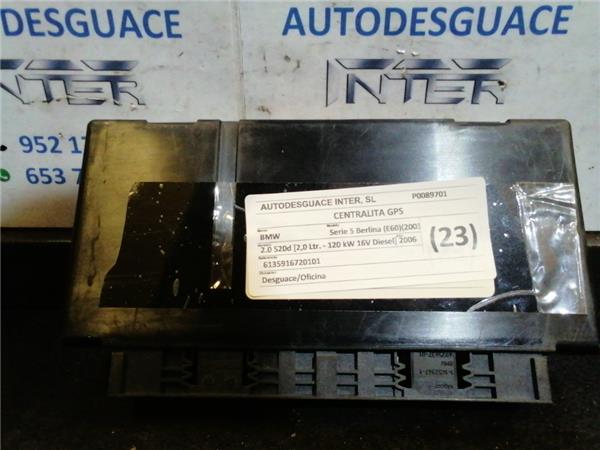 AUTODESGUACE
AUTODESGUACE
INTER
INTER
952 1
653 7
AUTODESGUACE INTER, SL P0089701
CENTRALITA GPS
BMW Serie 5 Berlina (E60)(200
2.0 520d [2,0 Ltr. - 120 kW 16V Diesel] 2006
6135916720101
Desguace/Oficina
(23)